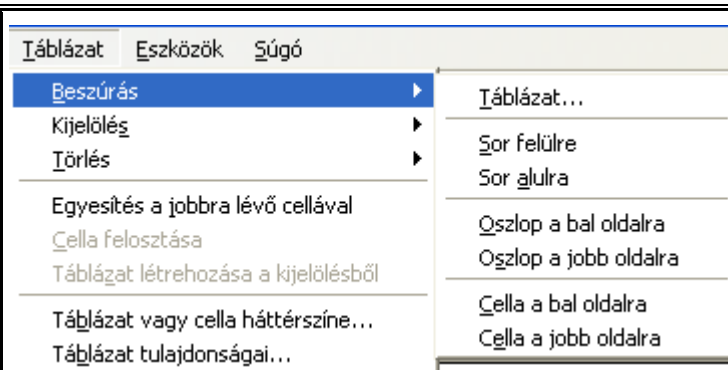 Táblázat Eszközök Súgó
Beszúrás
Kijelölés
Törlés
Egyesítés a jobbra lévő cellával
Cella felosztása
Táblázat létrehozása a kijelölésből
Táblázat vagy cella háttérszíne...
Táblázat tulajdonságai...
Táblázat...
Sor felülre
Sor alulra
Oszlop a bal oldalra
Oszlop a jobb oldalra
Cella a bal oldalra
Cella a jobb oldalra